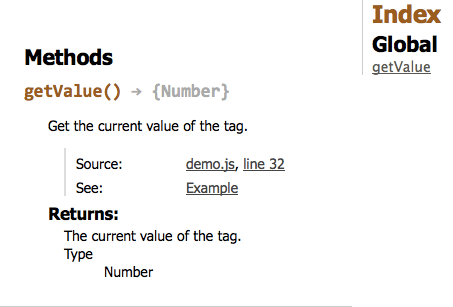 Methods
getValue() → {Number}
Get the current value of the tag.
Source: demo.js, line 32
See: Example
Returns:
The current value of the tag.
Type
Number
Index
Global
getValue